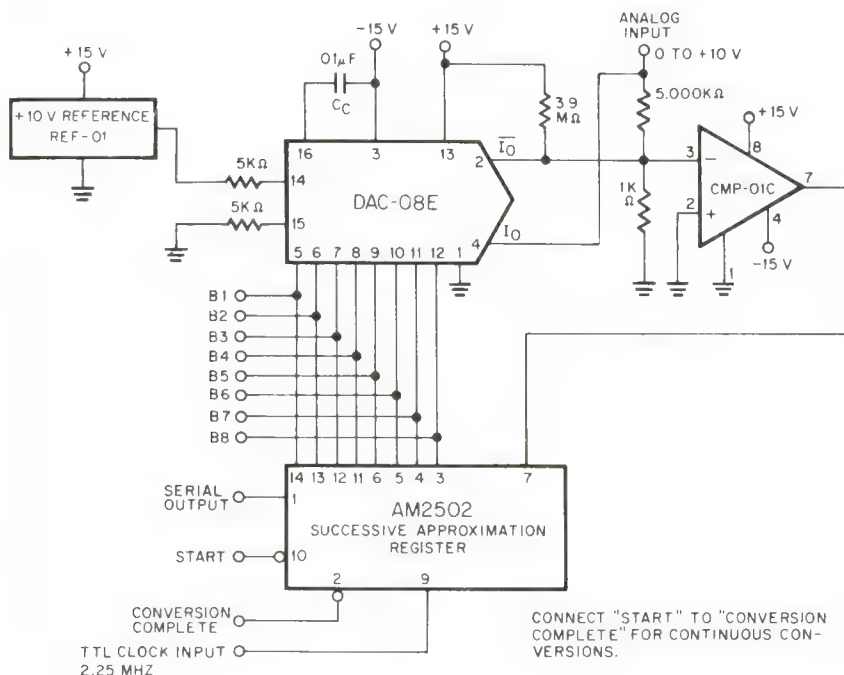 ANALOG
INPUT
-15 V
+15 V
0 TO +10 V
+15 V
01µF
CC
5.000KΩ
39
MΩ
+15 V
+10 V REFERENCE
REF-01
16
3
13
2
I0
3
−
8
5KΩ
14
DAC-08E
1K
Ω
CMP-01C
7
2
+
5KΩ
15
I0
4
4
-15 V
1
5
6
7
8
9
10
11
12
1
B1
B2
B3
B4
B5
B6
B7
B8
14
13
12
11
6
5
4
3
7
SERIAL
OUTPUT
1
AM2502
SUCCESSIVE APPROXIMATION
REGISTER
START
10
2
9
CONVERSION
COMPLETE
TTL CLOCK INPUT
2.25 MHZ
CONNECT "START" TO "CONVERSION
COMPLETE" FOR CONTINUOUS CON-
VERSIONS.